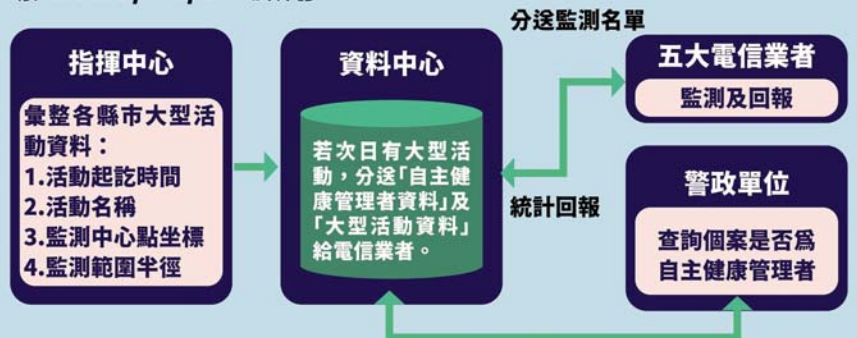 分送監測名單
指揮中心
彙整各縣市大型活
動資料：
1.活動起訖時間
2.活動名稱
3.監測中心點坐標
4.監測範圍半徑
資料中心
若次日有大型活
動，分送「自主健
康管理者資料」及
「大型活動資料」
給電信業者。
統計回報
五大電信業者
監測及回報
警政單位
查詢個案是否為
自主健康管理者